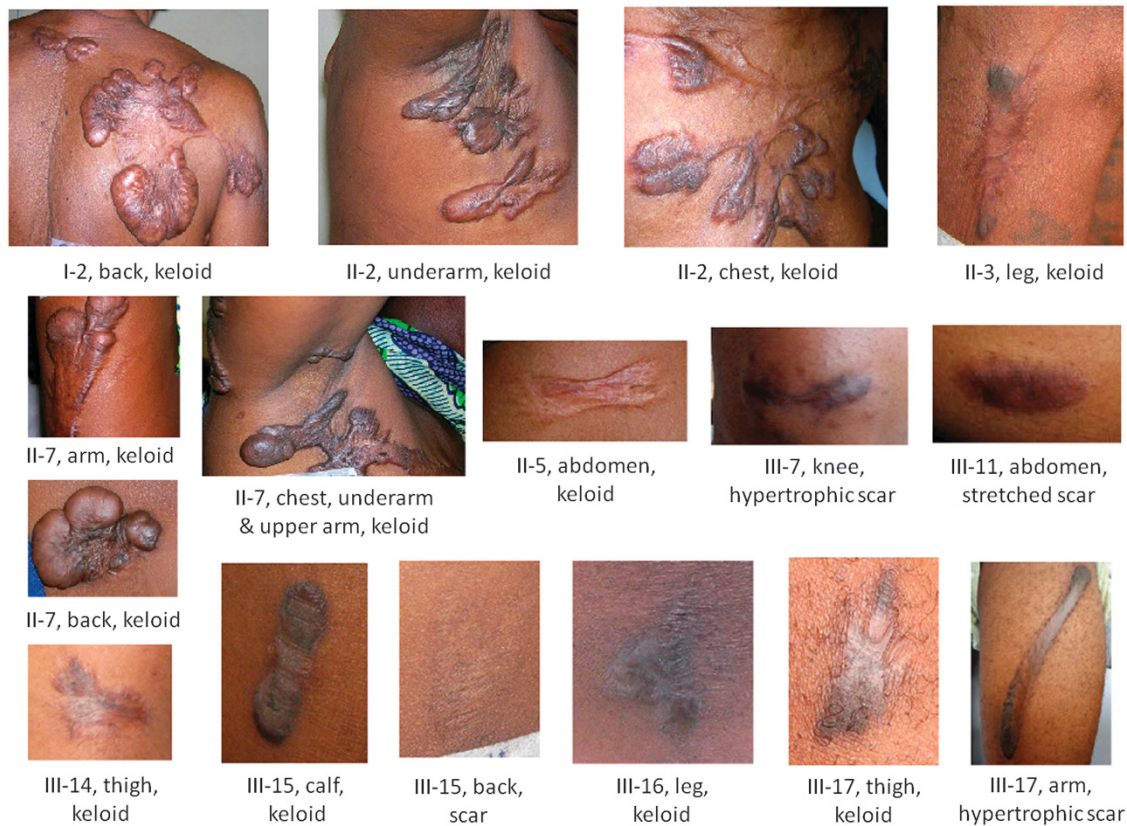 I-2, back, keloid
II-2, underarm, keloid
II-2, chest, keloid
II-3, leg, keloid
II-7, arm, keloid
II-7, chest, underarm
& upper arm, keloid
II-5, abdomen,
keloid
III-7, knee,
hypertrophic scar
III-11, abdomen,
stretched scar
II-7, back, keloid
III-14, thigh,
keloid
III-15, calf,
keloid
III-15, back,
scar
III-16, leg,
keloid
III-17, thigh,
keloid
III-17, arm,
hypertrophic scar